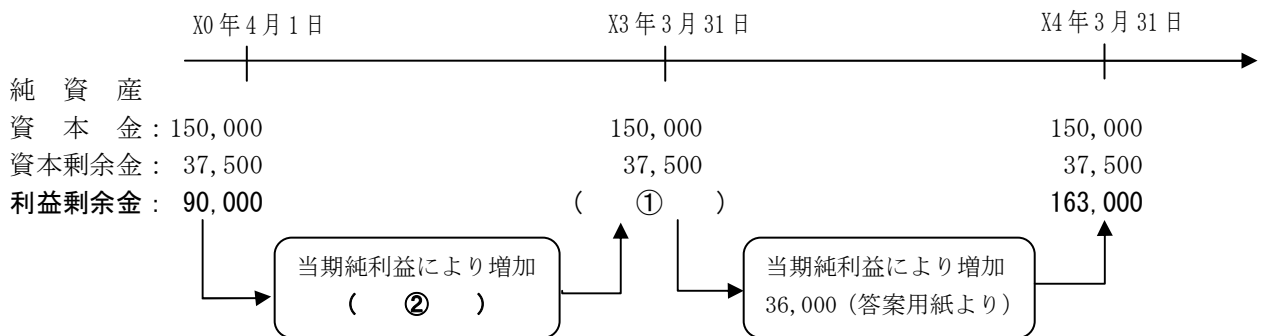 X0年4月1日 X3年3月31日 X4年3月31日
純 資 産
資 本 金：150,000 150,000 150,000
資本剰余金： 37,500 37,500 37,500
利益剰余金： 90,000 （ ① ） 163,000
当期純利益により増加 当期純利益により増加
（ ② ） 36,000（答案用紙より）